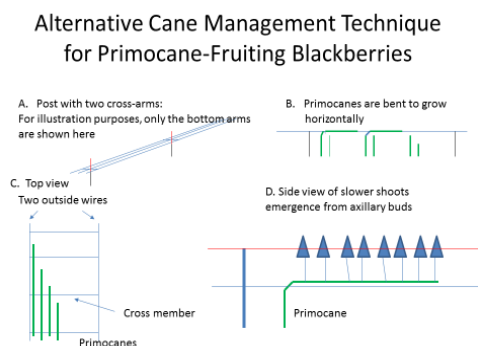 Alternative Cane Management Technique
for Primocane-Fruiting Blackberries
A. Post with two cross-arms:
For illustration purposes, only the bottom arms
are shown here
B. Primocanes are bent to grow
horizontally
C. Top view
Two outside wires
D. Side view of slower shoots
emergence from axillary buds
Cross member
Primocane
Primocanes